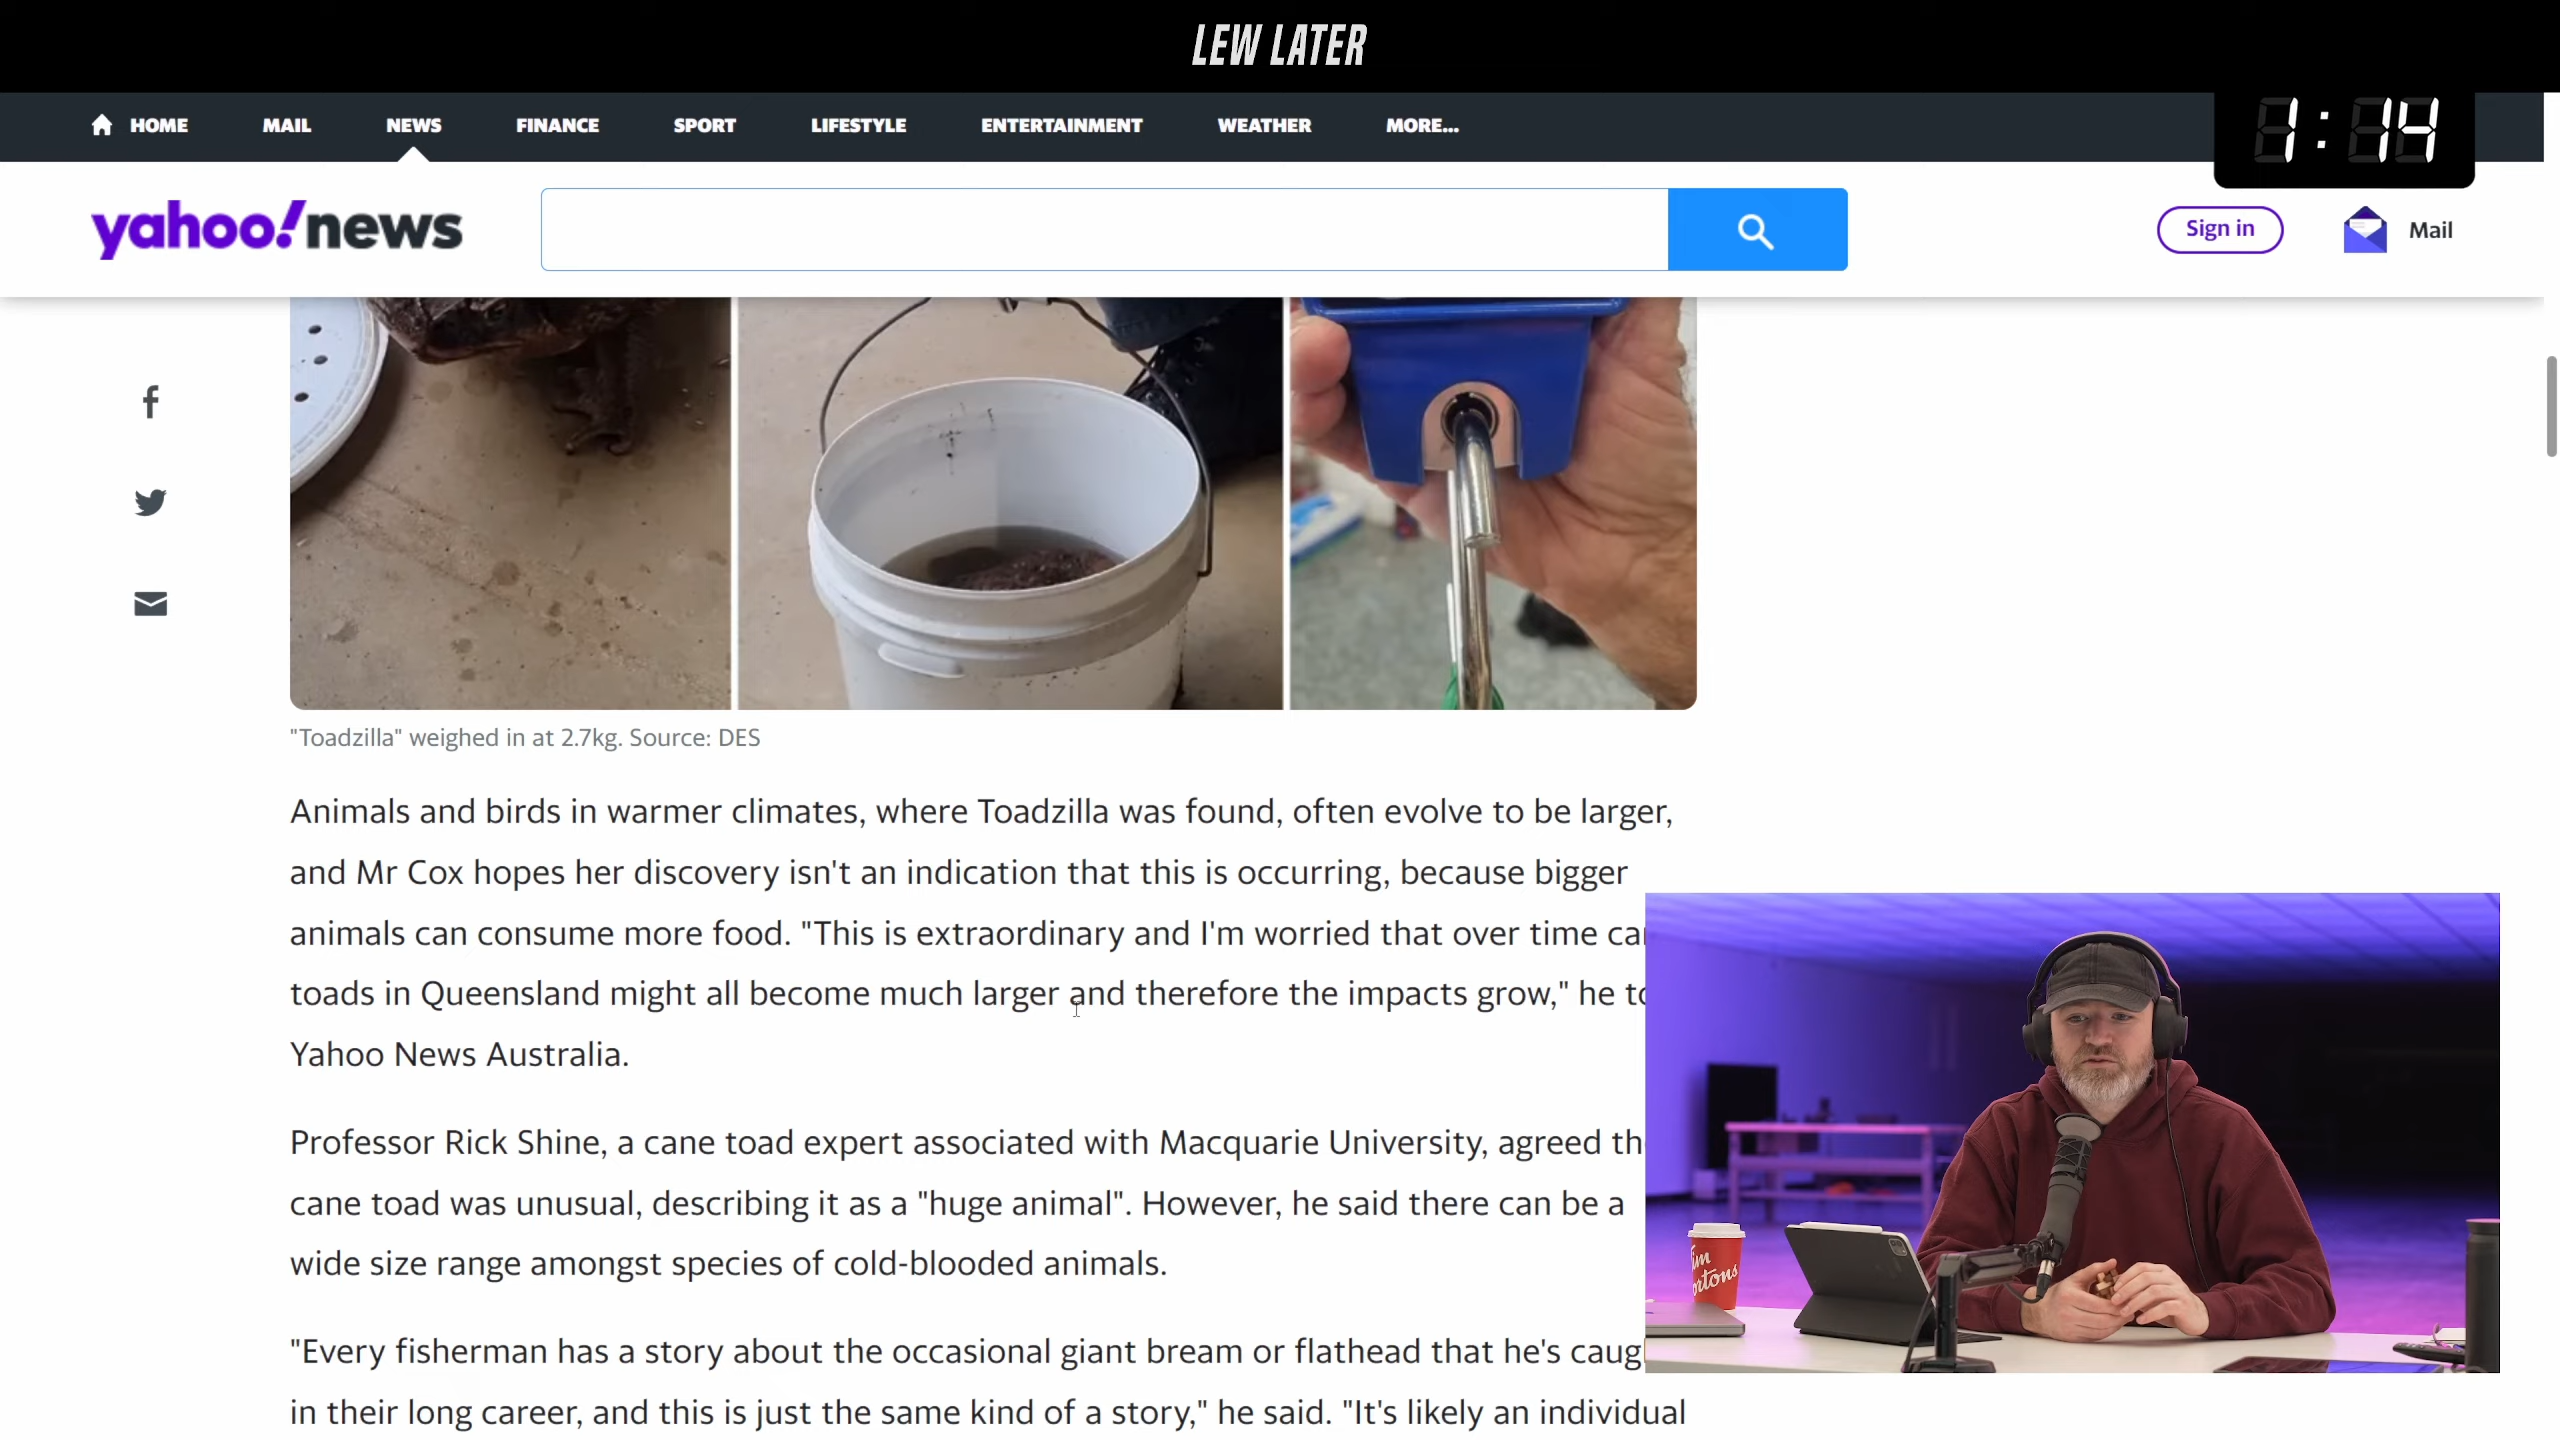 LEW LATER
HOME MAIL NEWS FINANCE SPORT LIFESTYLE ENTERTAINMENT WEATHER MORE...
1:14
yahoo!news
Sign in
Mail
"Toadzilla" weighed in at 2.7kg. Source: DES
Animals and birds in warmer climates, where Toadzilla was found, often evolve to be larger,
and Mr Cox hopes her discovery isn't an indication that this is occurring, because bigger
animals can consume more food. "This is extraordinary and I'm worried that over time
toads in Queensland might all become much larger and therefore the impacts grow," he
Yahoo News Australia.
Professor Rick Shine, a cane toad expert associated with Macquarie University, agreed
cane toad was unusual, describing it as a "huge animal". However, he said there can be a
wide size range amongst species of cold-blooded animals.
"Every fisherman has a story about the occasional giant bream or flathead that he's
in their long career, and this is just the same kind of a story," he said. "It's likely an individual